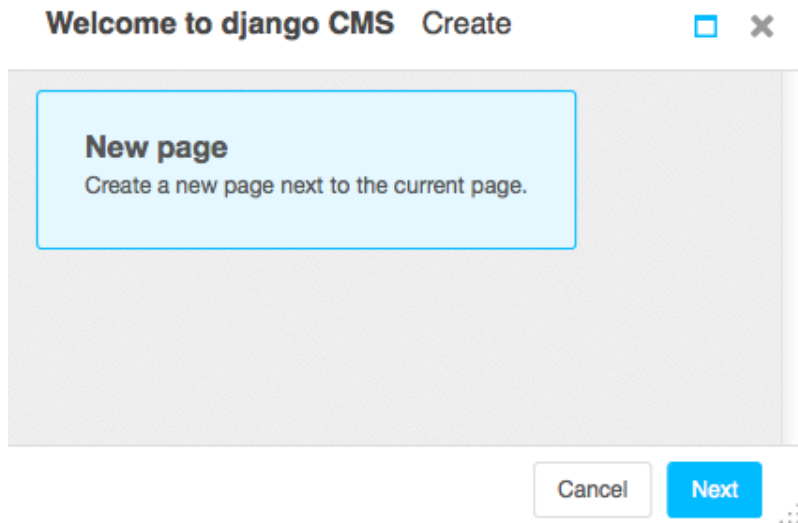 Welcome to django CMS Create
New page
Create a new page next to the current page.
Cancel Next